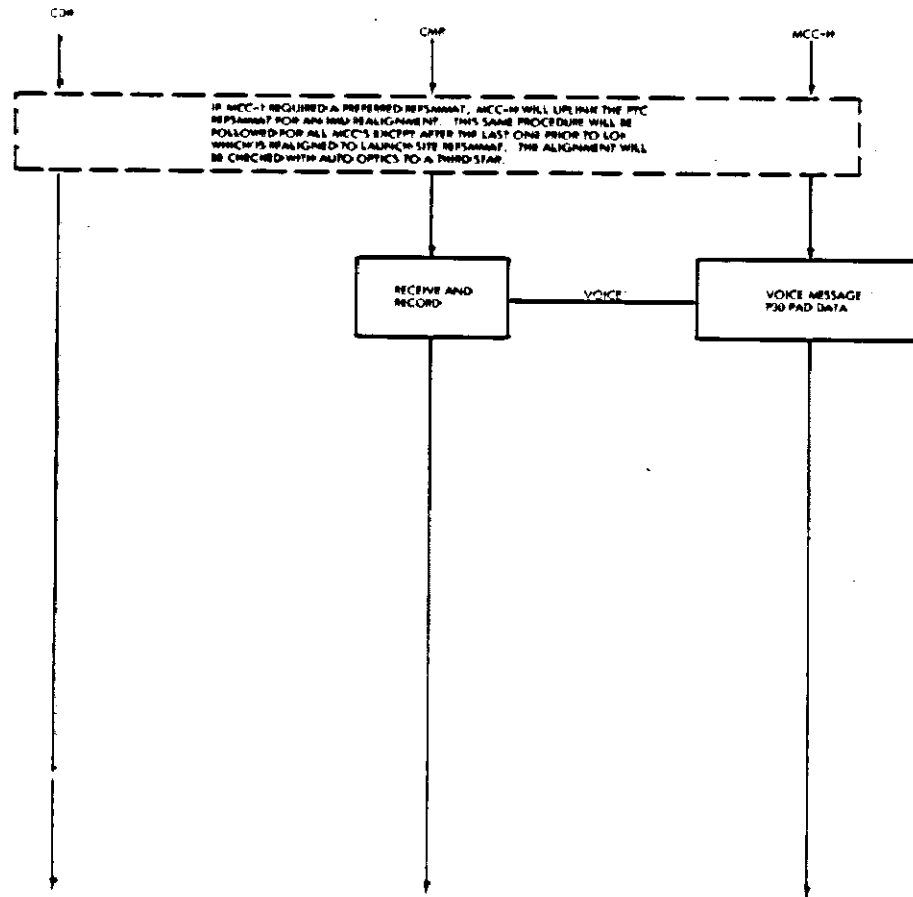 CDR
CMP
MCC-H
IF MCC-1 REQUIRED A PREFERRED REFSMMAT, MCC-H WILL UPLINK THE PTC
REFSMMAT FOR AN IMU REALIGNMENT. THIS SAME PROCEDURE WILL BE
FOLLOWED FOR ALL MCC'S EXCEPT AFTER THE LAST ONE PRIOR TO LOI
WHICH IS REALIGNED TO LAUNCH SITE REFSMMAT. THE ALIGNMENT WILL
BE CHECKED WITH AUTO OPTICS TO A THIRD STAR.
RECEIVE AND
RECORD
VOICE
VOICE MESSAGE
P30 PAD DATA